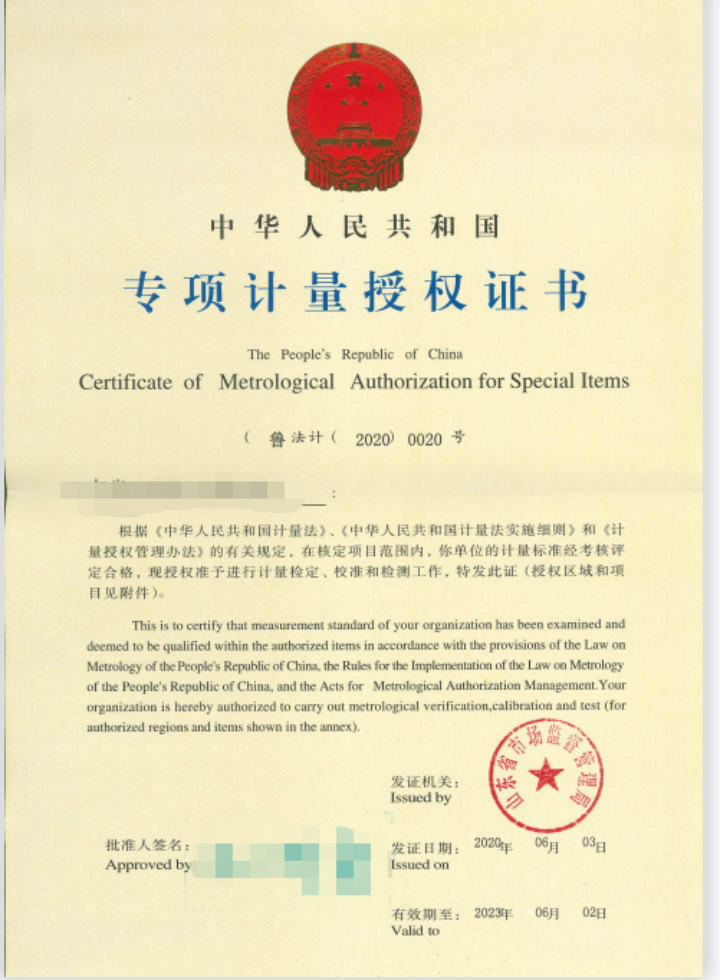 中华人民共和国
专项计量授权证书
The People's Republic of China
Certificate of Metrological Authorization for Special Items
（ 鲁 法计（ 2020）0020 号
：
根据《中华人民共和国计量法》、《中华人民共和国计量法实施细则》和《计
量授权管理办法》的有关规定，在核定项目范围内，你单位的计量标准经考核评
定合格，现授权准予进行计量检定、校准和检测工作，特发此证（授权区域和项
目见附件）。
This is to certify that measurement standard of your organization has been examined and
deemed to be qualified within the authorized items in accordance with the provisions of the Law on
Metrology of the People's Republic of China, the Rules for the Implementation of the Law on Metrology
of the People's Republic of China, and the Acts for Metrological Authorization Management.Your
organization is hereby authorized to carry out metrological verification,calibration and test (for
authorized regions and items shown in the annex).
山东省市场监督管理局
发证机关：
Issued by
批准人签名：
Approved by
发证日期： 2020年 06月 03日
Issued on
有效期至： 2023年 06月 02日
Valid to